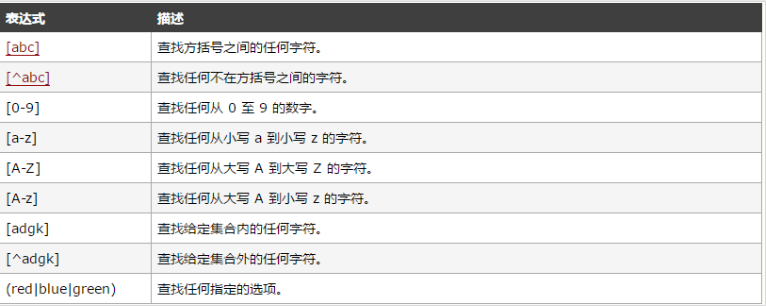 表达式 描述
[abc] 查找方括号之间的任何字符。
[^abc] 查找任何不在方括号之间的字符。
[0-9] 查找任何从 0 至 9 的数字。
[a-z] 查找任何从小写 a 到小写 z 的字符。
[A-Z] 查找任何从大写 A 到大写 Z 的字符。
[A-z] 查找任何从大写 A 到小写 z 的字符。
[adgk] 查找给定集合内的任何字符。
[^adgk] 查找给定集合外的任何字符。
(red|blue|green) 查找任何指定的选项。